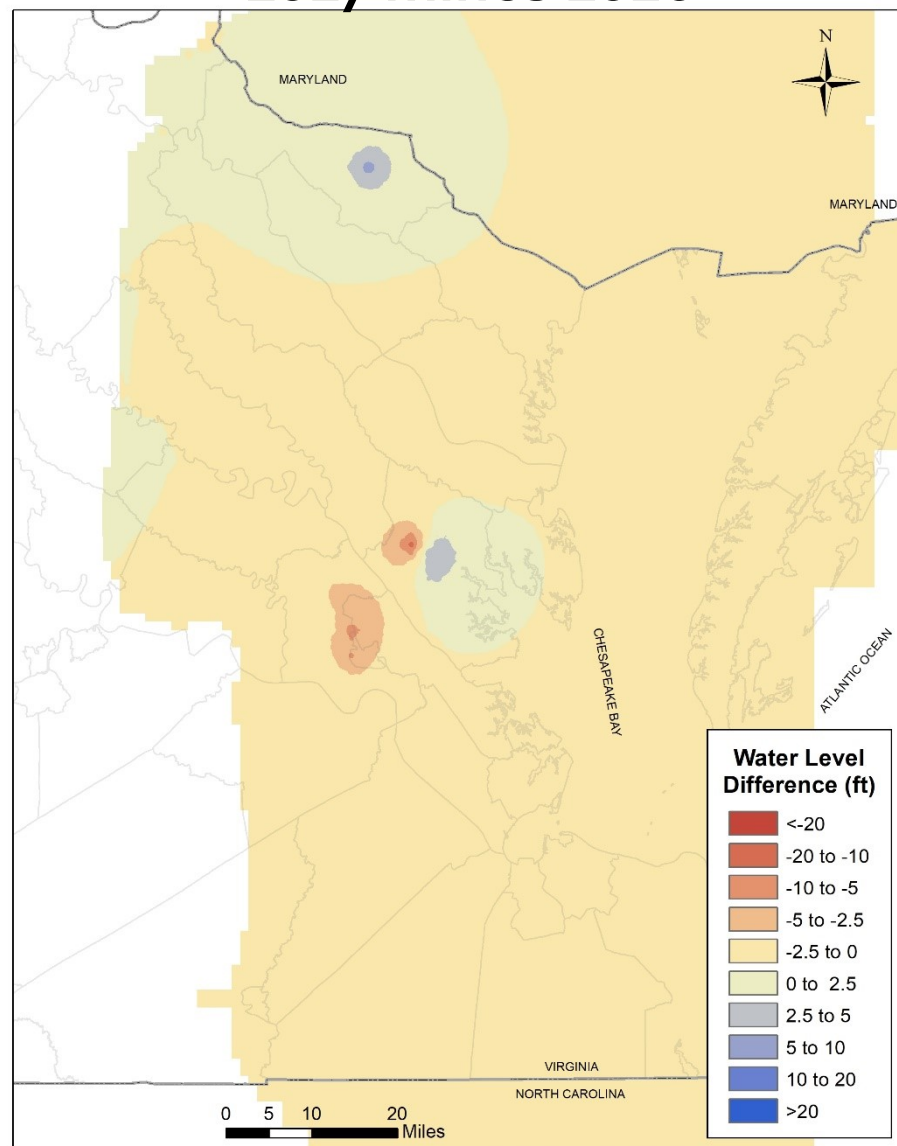 N
MARYLAND
MARYLAND
CHESAPEAKE BAY
ATLANTIC OCEAN
Water Level
Difference (ft)
<-20
-20 to -10
-10 to -5
-5 to -2.5
-2.5 to 0
0 to 2.5
2.5 to 5
5 to 10
10 to 20
>20
VIRGINIA
NORTH CAROLINA
0 5 10 20
Miles